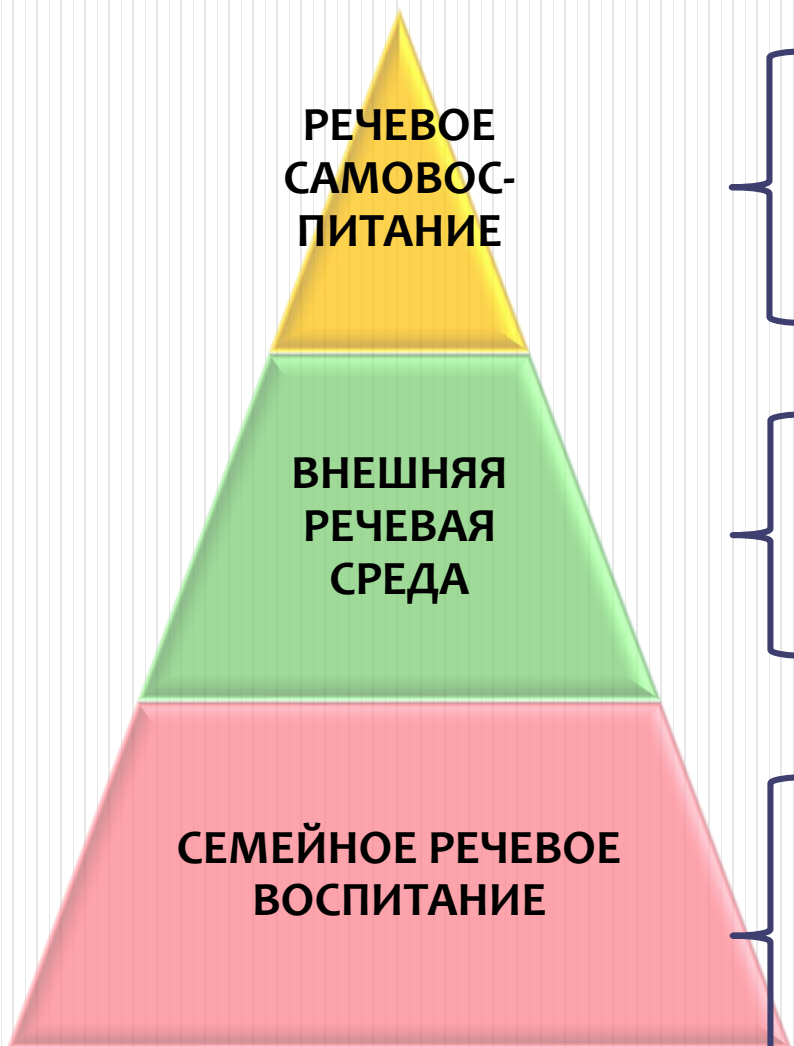 РЕЧЕВОЕ
САМОВОС-
ПИТАНИЕ
ВНЕШНЯЯ
РЕЧЕВАЯ
СРЕДА
СЕМЕЙНОЕ РЕЧЕВОЕ
ВОСПИТАНИЕ